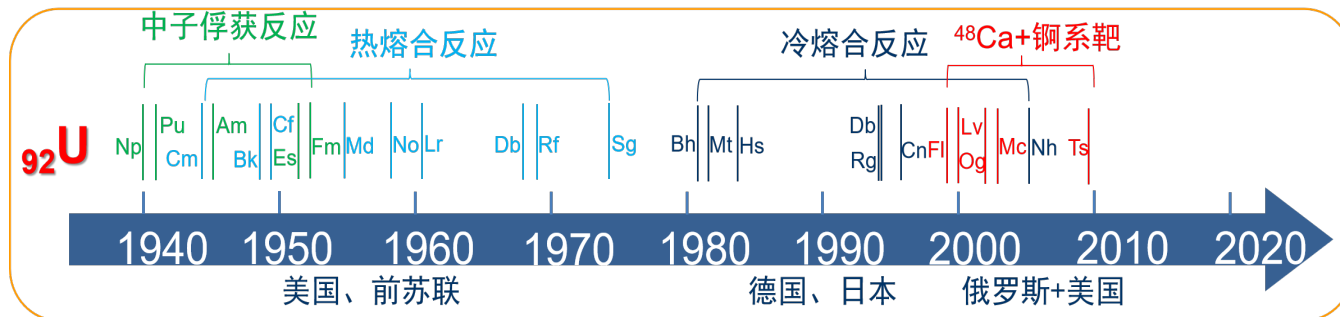 中子俘获反应
热熔合反应
冷熔合反应
48Ca+锕系靶
92U
Np
Pu
Cm
Am
Bk
Cf
Es
Fm
Md
No
Lr
Db
Rf
Sg
Bh
Mt
Hs
Db
Rg
Cn
Fl
Lv
Og
Mc
Nh
Ts
1940 1950 1960 1970 1980 1990 2000 2010 2020
美国、前苏联
德国、日本
俄罗斯+美国